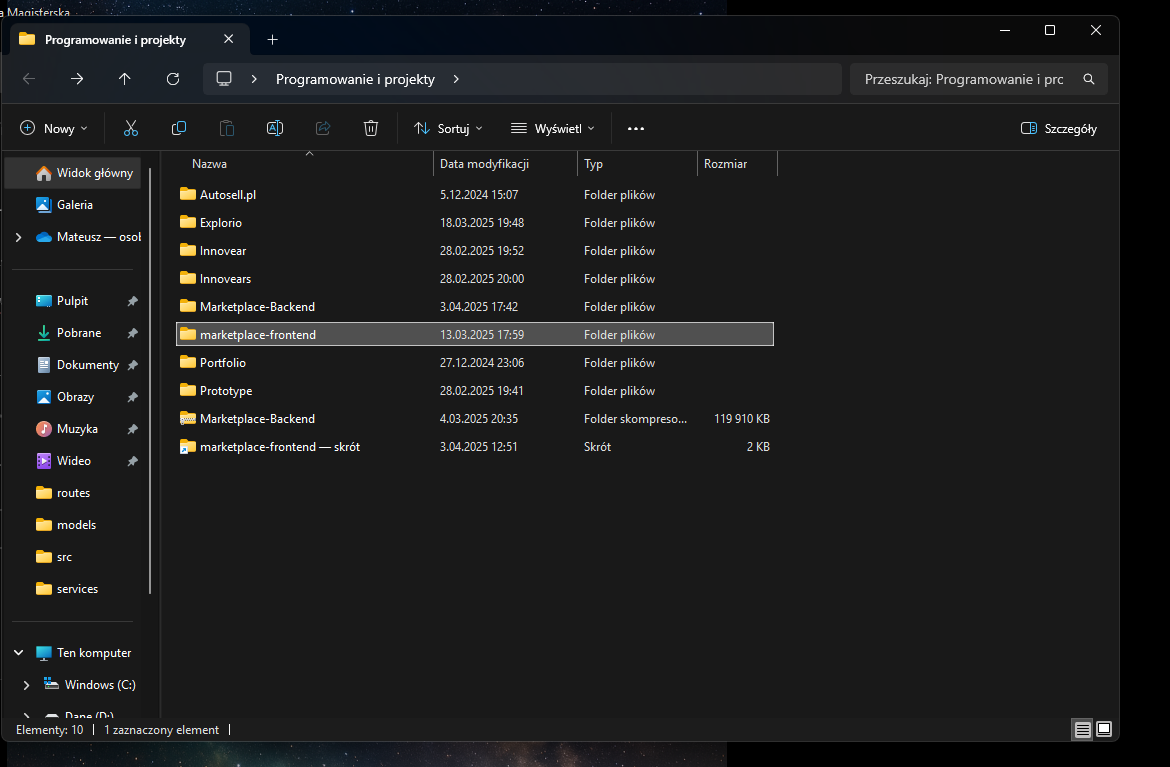 a Magisterska
Programowanie i projekty
Programowanie i projekty
Przeszukaj: Programowanie i prc
Nowy
Sortuj
Wyświetl
Szczegóły
Nazwa Data modyfikacji Typ Rozmiar
Widok główny
Galeria
Mateusz — osob
Pulpit
Pobrane
Dokumenty
Obrazy
Muzyka
Wideo
routes
models
src
services
Ten komputer
Windows (C:)
Dane (D:)
Autosell.pl 5.12.2024 15:07 Folder plików
Explorio 18.03.2025 19:48 Folder plików
Innovear 28.02.2025 19:52 Folder plików
Innovears 28.02.2025 20:00 Folder plików
Marketplace-Backend 3.04.2025 17:42 Folder plików
marketplace-frontend 13.03.2025 17:59 Folder plików
Portfolio 27.12.2024 23:06 Folder plików
Prototype 28.02.2025 19:41 Folder plików
Marketplace-Backend 4.03.2025 20:35 Folder skompreso... 119 910 KB
marketplace-frontend — skrót 3.04.2025 12:51 Skrót 2 KB
Elementy: 10 1 zaznaczony element